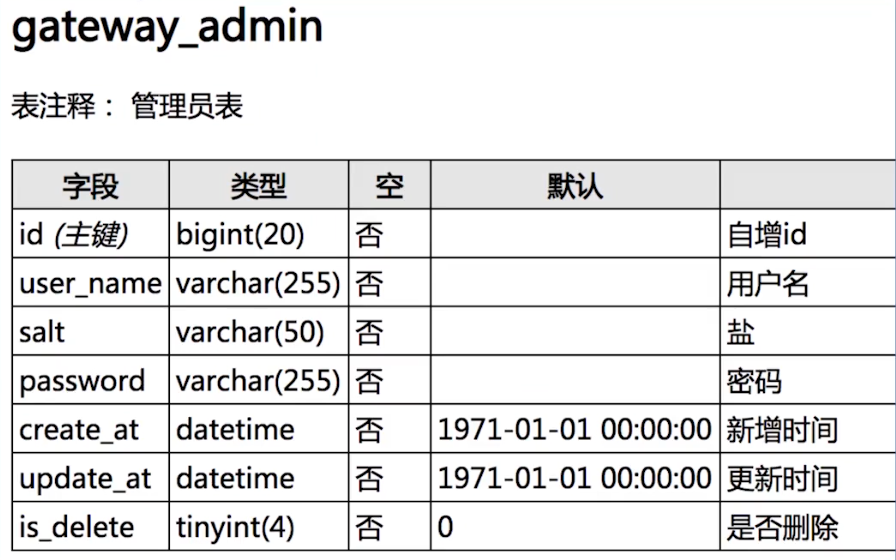 gateway_admin
表注释： 管理员表
字段 类型 空 默认
id (主键) bigint(20) 否 自增id
user_name varchar(255) 否 用户名
salt varchar(50) 否 盐
password varchar(255) 否 密码
create_at datetime 否 1971-01-01 00:00:00 新增时间
update_at datetime 否 1971-01-01 00:00:00 更新时间
is_delete tinyint(4) 否 0 是否删除